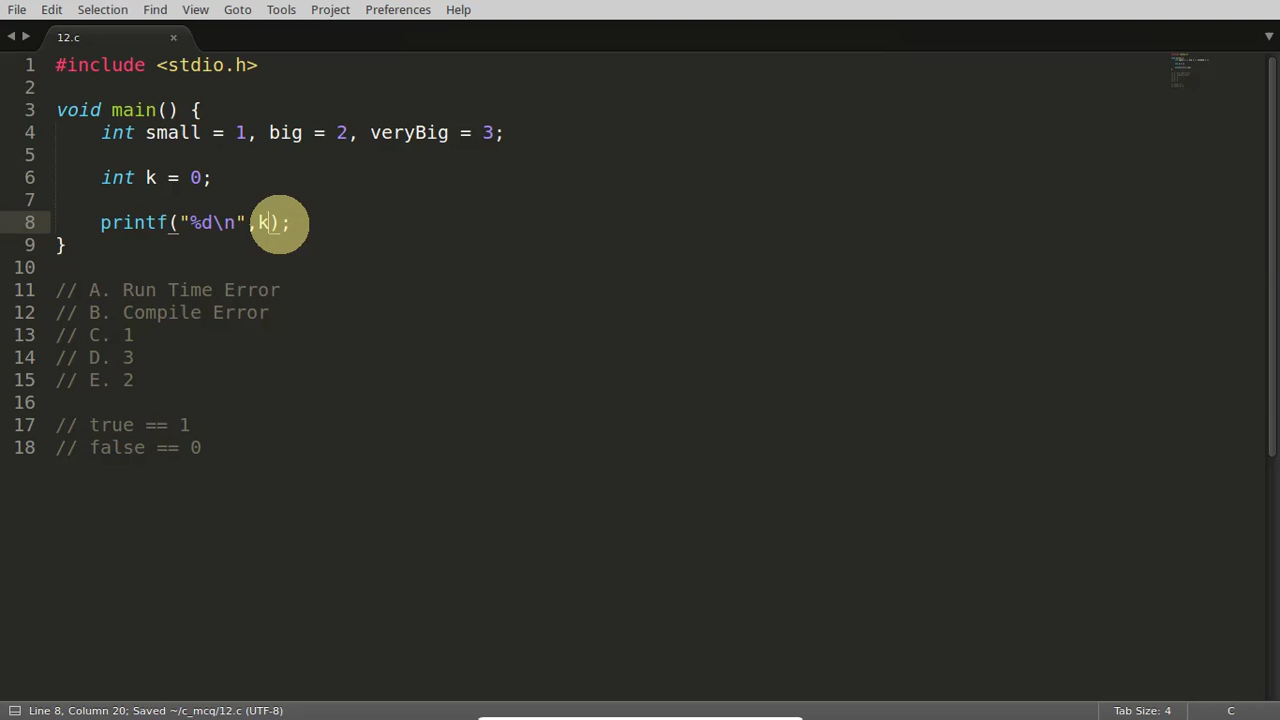 File Edit Selection Find View Goto Tools Project Preferences Help
12.c ×
1 #include <stdio.h>
2
3 void main() {
4 int small = 1, big = 2, veryBig = 3;
5
6 int k = 0;
7
8 printf("%d\n",k);
9 }
10
11 // A. Run Time Error
12 // B. Compile Error
13 // C. 1
14 // D. 3
15 // E. 2
16
17 // true == 1
18 // false == 0
Line 8, Column 20; Saved ~/c_mcq/12.c (UTF-8) Tab Size: 4 C